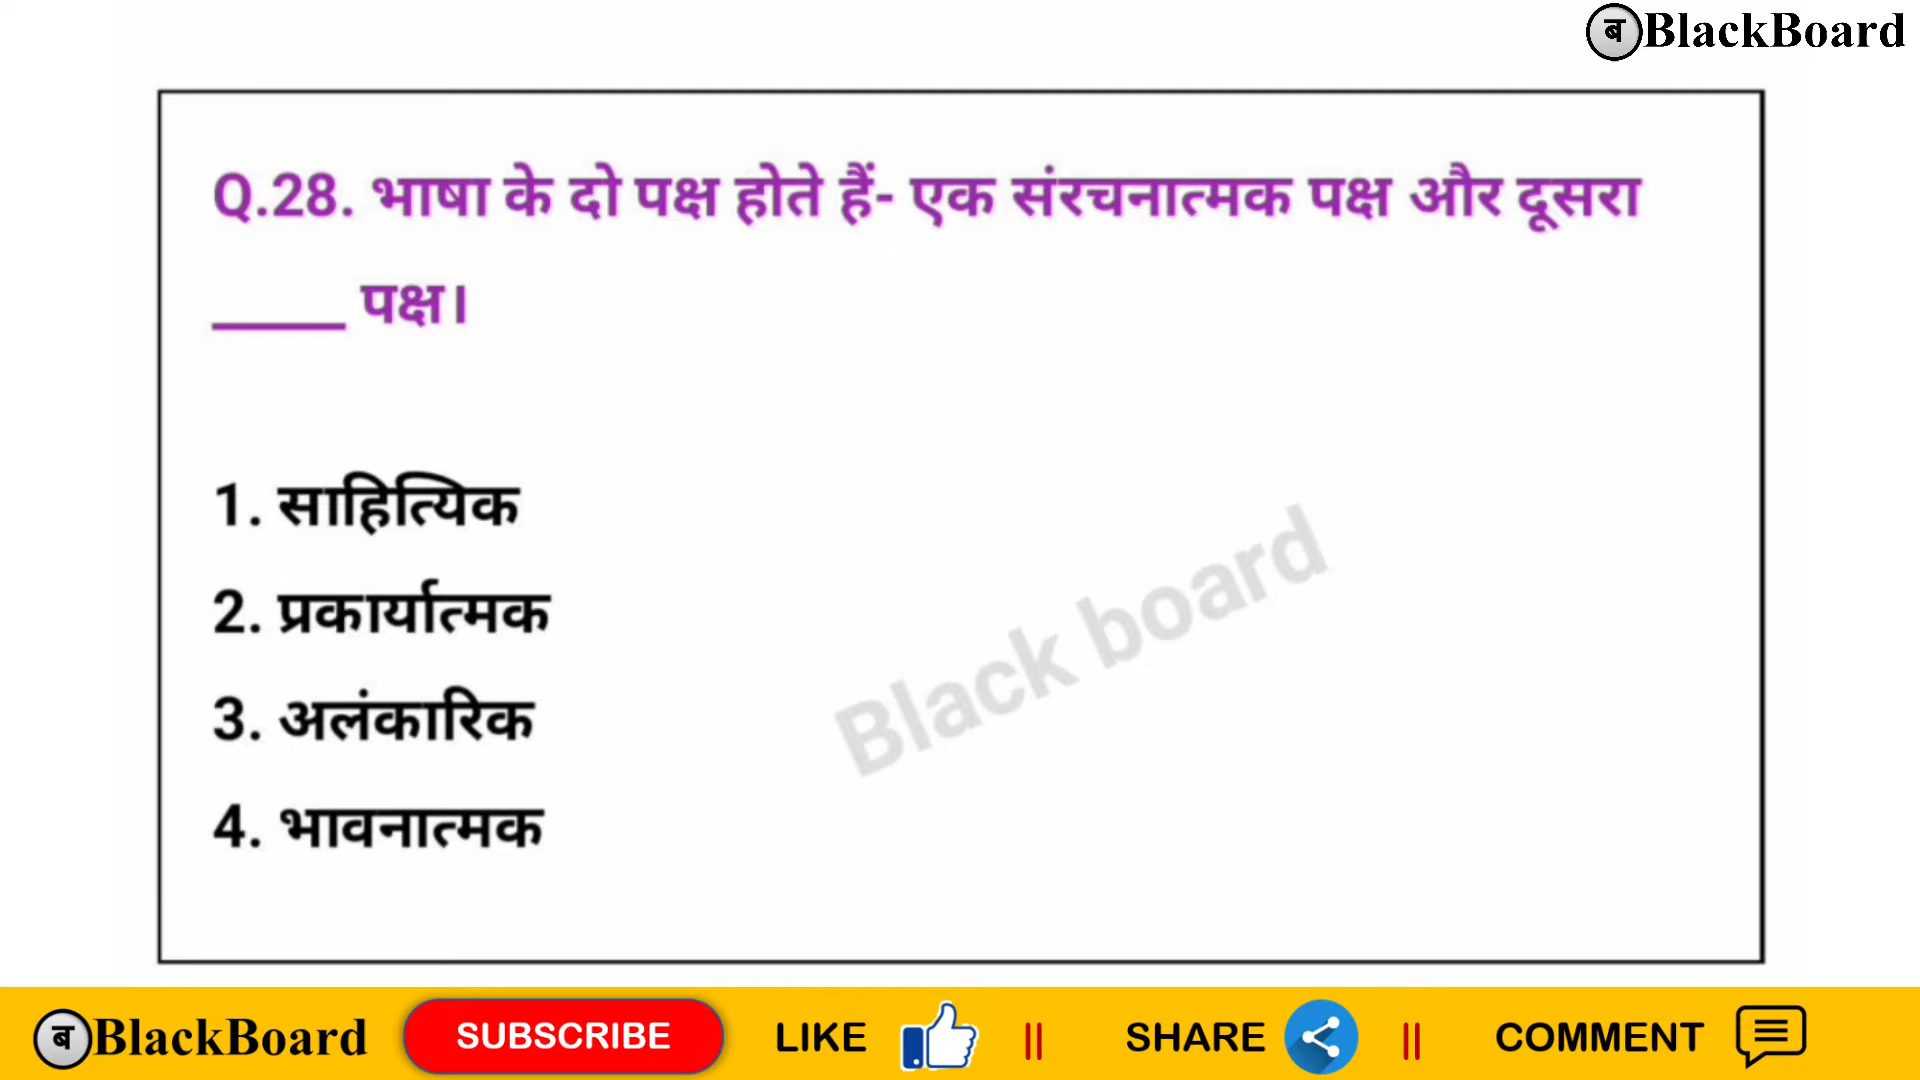 ब BlackBoard
Q.28. भाषा के दो पक्ष होते हैं- एक संरचनात्मक पक्ष और दूसरा
_____ पक्ष।
1. साहित्यिक
2. प्रकार्यात्मक
3. अलंकारिक
4. भावनात्मक
Black board
ब BlackBoard SUBSCRIBE LIKE || SHARE || COMMENT